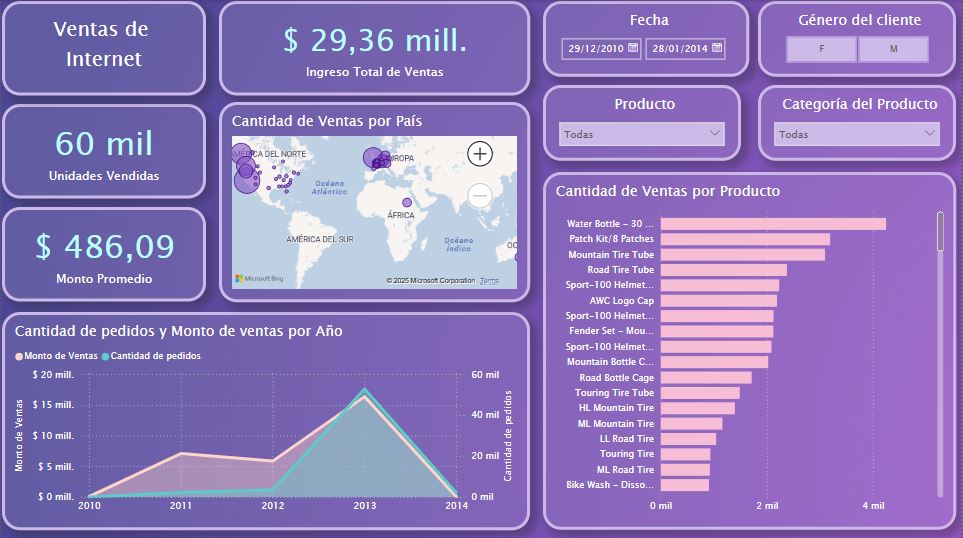 Ventas de
Internet
$ 29,36 mill.
Ingreso Total de Ventas
Fecha
29/12/2010
28/01/2014
Género del cliente
F
M
60 mil
Unidades Vendidas
Cantidad de Ventas por País
AMÉRICA DEL NORTE
EUROPA
Océano
Atlántico
ÁFRICA
AMÉRICA DEL SUR
Océano
Índico
OC
Microsoft Bing
© 2025 Microsoft Corporation Terms
Producto
Todas
Categoría del Producto
Todas
$ 486,09
Monto Promedio
Cantidad de Ventas por Producto
Water Bottle - 30 ...
Patch Kit/8 Patches
Mountain Tire Tube
Road Tire Tube
Sport-100 Helmet...
AWC Logo Cap
Sport-100 Helmet...
Fender Set - Mou...
Sport-100 Helmet...
Mountain Bottle C...
Road Bottle Cage
Touring Tire Tube
HL Mountain Tire
ML Mountain Tire
LL Road Tire
Touring Tire
ML Road Tire
Bike Wash - Disso...
0 mil
2 mil
4 mil
Cantidad de pedidos y Monto de ventas por Año
Monto de Ventas
Cantidad de pedidos
Monto de Ventas
$ 20 mill.
$ 15 mill.
$ 10 mill.
$ 5 mill.
$ 0 mill.
2010
2011
2012
2013
2014
60 mil
40 mil
20 mil
0 mil
Cantidad de pedidos